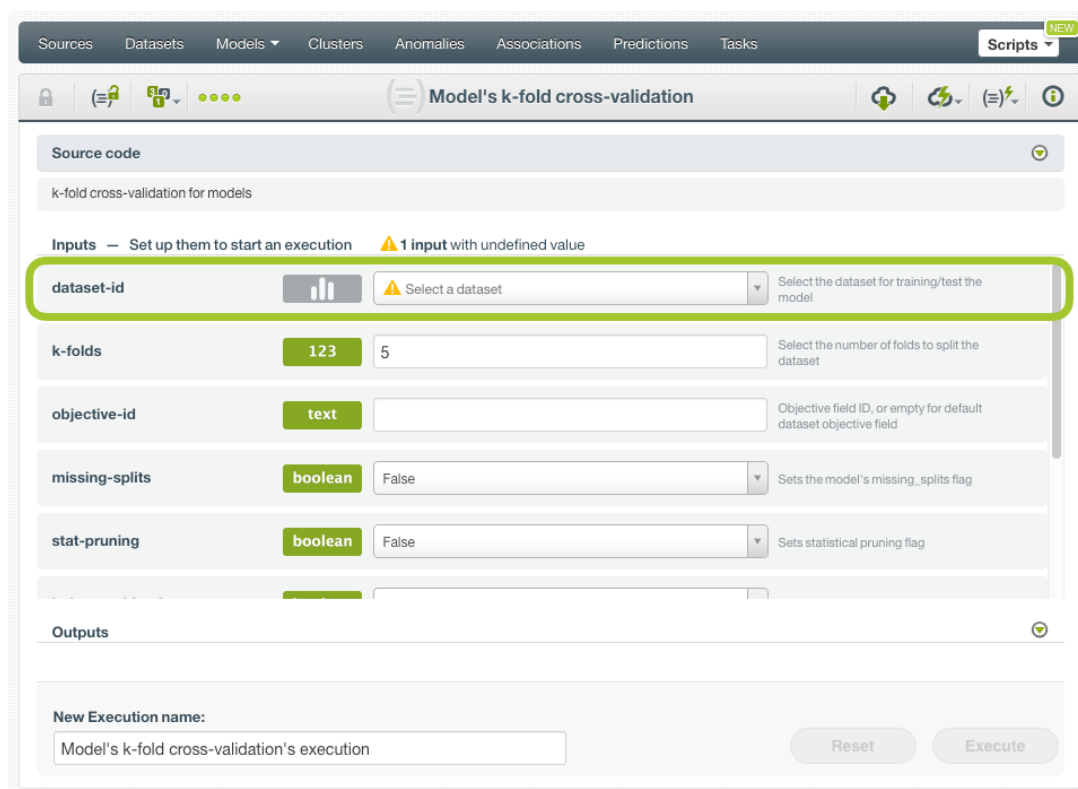 NEW
Sources Datasets Models Clusters Anomalies Associations Predictions Tasks Scripts
Model's k-fold cross-validation
Source code
k-fold cross-validation for models
Inputs — Set up them to start an execution 1 input with undefined value
dataset-id Select a dataset Select the dataset for training/test the
model
k-folds 123 5 Select the number of folds to split the
dataset
objective-id text Objective field ID, or empty for default
dataset objective field
missing-splits boolean False Sets the model's missing_splits flag
stat-pruning boolean False Sets statistical pruning flag
Outputs
New Execution name:
Model's k-fold cross-validation's execution Reset Execute